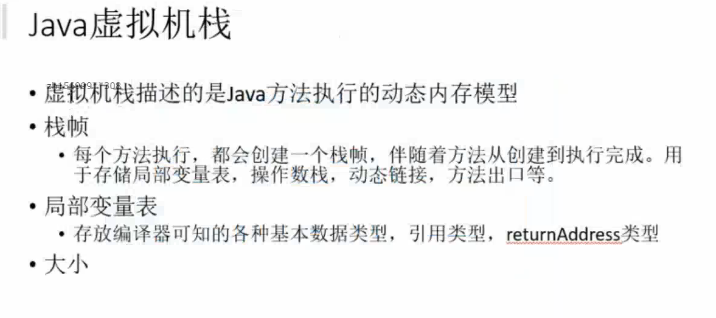 Java虚拟机栈
• 虚拟机栈描述的是Java方法执行的动态内存模型
• 栈帧
• 每个方法执行，都会创建一个栈帧，伴随着方法从创建到执行完成。用
于存储局部变量表，操作数栈，动态链接，方法出口等。
• 局部变量表
• 存放编译器可知的各种基本数据类型，引用类型，returnAddress类型
• 大小